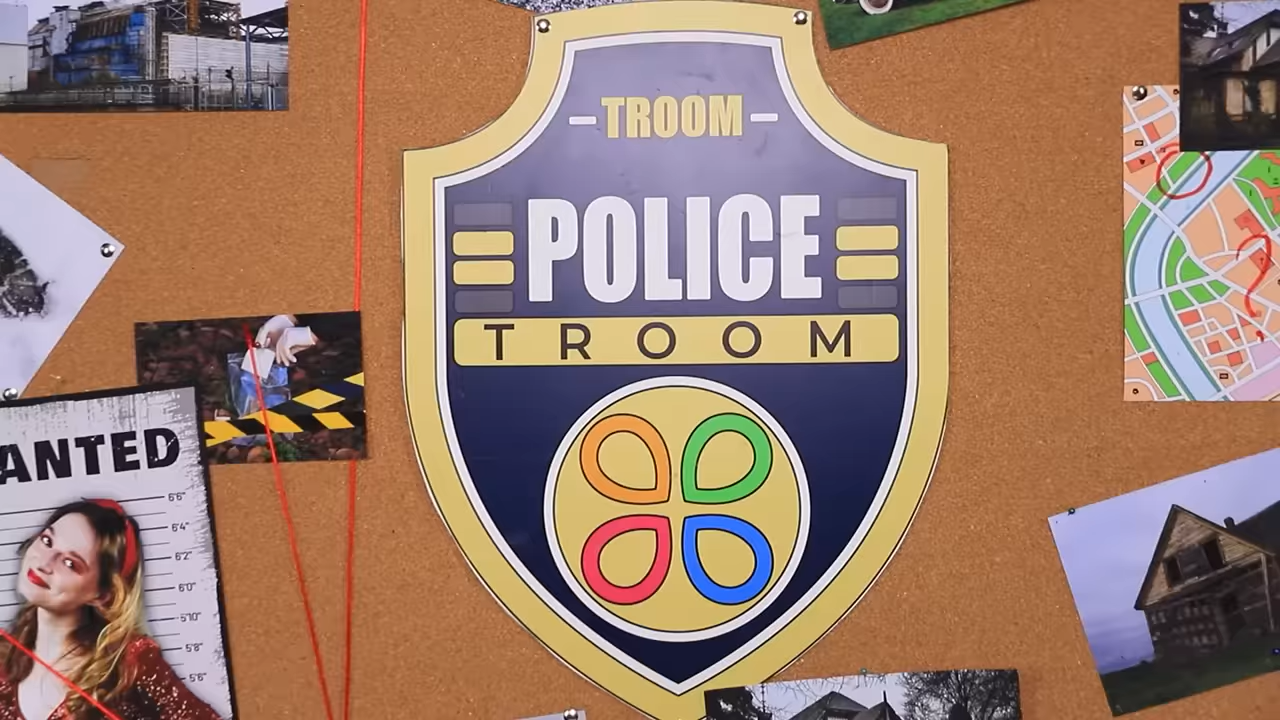 -TROOM-
POLICE
TROOM
ANTED
6'6"
6'4"
6'2"
6'0"
5'10"
5'8"
5'6"
?